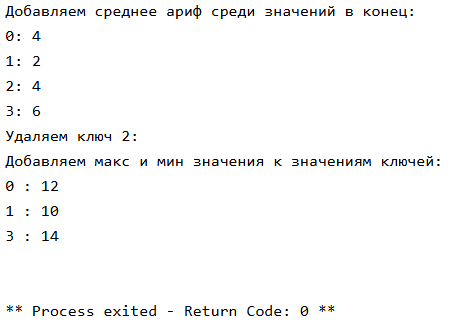 Добавляем среднее ариф среди значений в конец:
0: 4
1: 2
2: 4
3: 6
Удаляем ключ 2:
Добавляем макс и мин значения к значениям ключей:
0 : 12
1 : 10
3 : 14
** Process exited - Return Code: 0 **